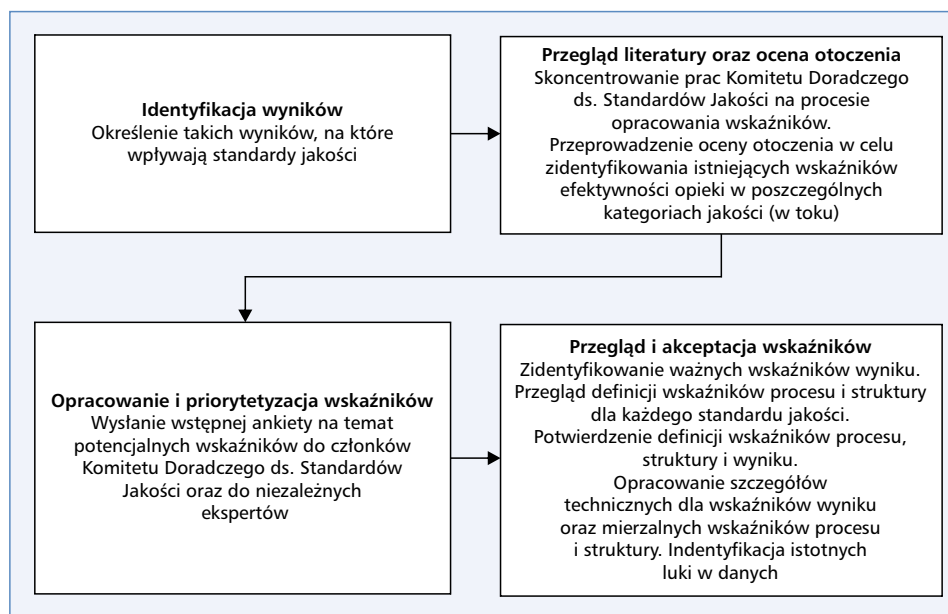 Identyfikacja wyników
Określenie takich wyników, na które
wpływają standardy jakości
Przegląd literatury oraz ocena otoczenia
Skoncentrowanie prac Komitetu Doradczego
ds. Standardów Jakości na procesie
opracowania wskaźników.
Przeprowadzenie oceny otoczenia w celu
zidentyfikowania istniejących wskaźników
efektywności opieki w poszczególnych
kategoriach jakości (w toku)
Opracowanie i priorytetyzacja wskaźników
Wysłanie wstępnej ankiety na temat
potencjalnych wskaźników do członków
Komitetu Doradczego ds. Standardów
Jakości oraz do niezależnych
ekspertów
Przegląd i akceptacja wskaźników
Zidentyfikowanie ważnych wskaźników wyniku.
Przegląd definicji wskaźników procesu i struktury
dla każdego standardu jakości.
Potwierdzenie definicji wskaźników procesu,
struktury i wyniku.
Opracowanie szczegółów
technicznych dla wskaźników wyniku
oraz mierzalnych wskaźników procesu
i struktury. Indentyfikacja istotnych
luki w danych